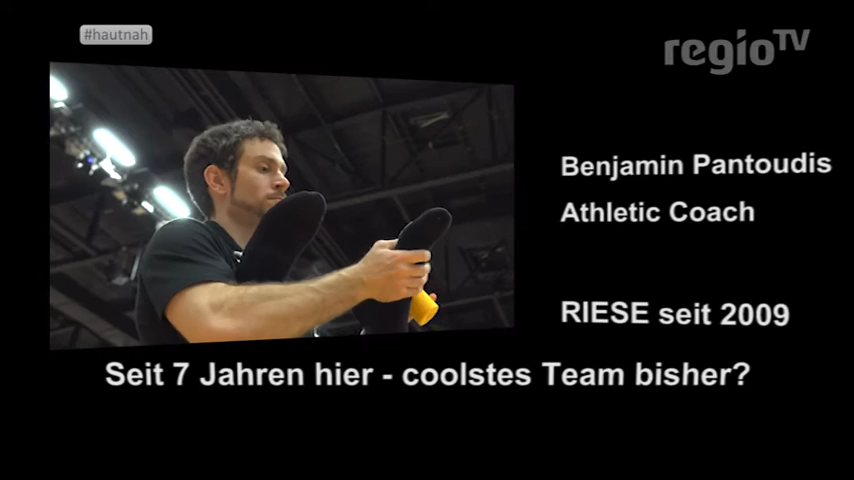 #hautnah
regioTV
Benjamin Pantoudis
Athletic Coach
RIESE seit 2009
Seit 7 Jahren hier - coolstes Team bisher?